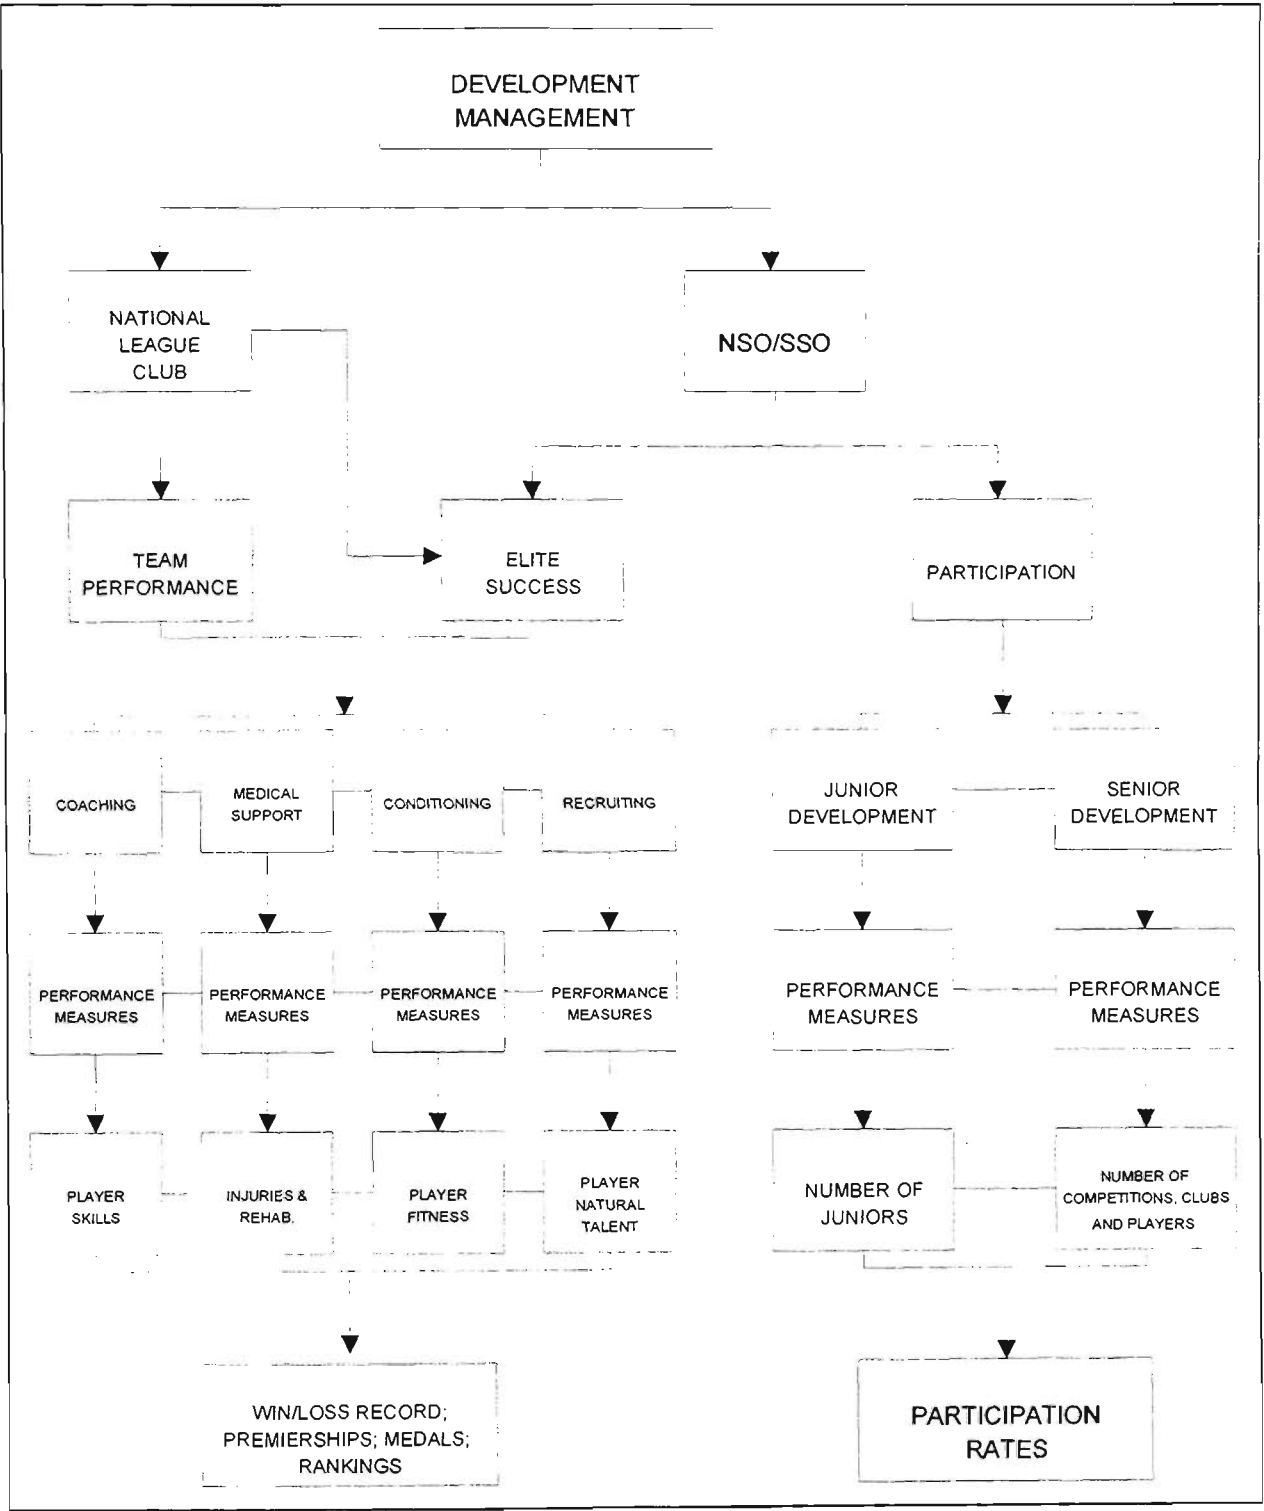 DEVELOPMENT
MANAGEMENT
NATIONAL
LEAGUE
CLUB
NSO/SSO
TEAM
PERFORMANCE
ELITE
SUCCESS
PARTICIPATION
COACHING
MEDICAL
SUPPORT
CONDITIONING
RECRUITING
JUNIOR
DEVELOPMENT
SENIOR
DEVELOPMENT
PERFORMANCE
MEASURES
PERFORMANCE
MEASURES
PERFORMANCE
MEASURES
PERFORMANCE
MEASURES
PERFORMANCE
MEASURES
PERFORMANCE
MEASURES
PLAYER
SKILLS
INJURIES &
REHAB.
PLAYER
FITNESS
PLAYER
NATURAL
TALENT
NUMBER OF
JUNIORS
NUMBER OF
COMPETITIONS, CLUBS
AND PLAYERS
WIN/LOSS RECORD;
PREMIERSHIPS; MEDALS;
RANKINGS
PARTICIPATION
RATES